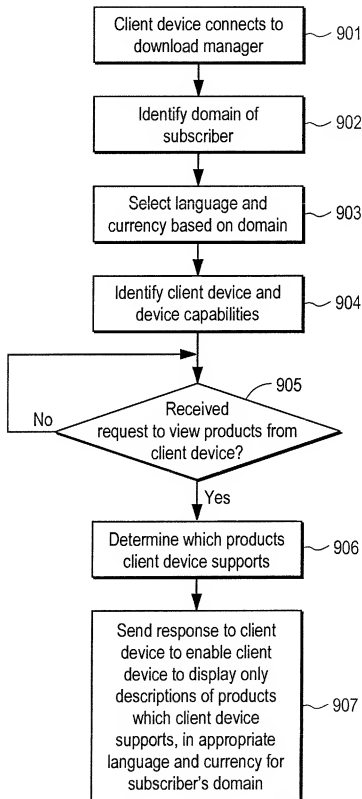 Client device connects to
download manager
901
Identify domain of
subscriber
902
Select language and
currency based on domain
903
Identify client device and
device capabilities
904
905
Received
request to view products from
client device?
No
Yes
Determine which products
client device supports
906
Send response to client
device to enable client
device to display only
descriptions of products
which client device
supports, in appropriate
language and currency for
subscriber's domain
907